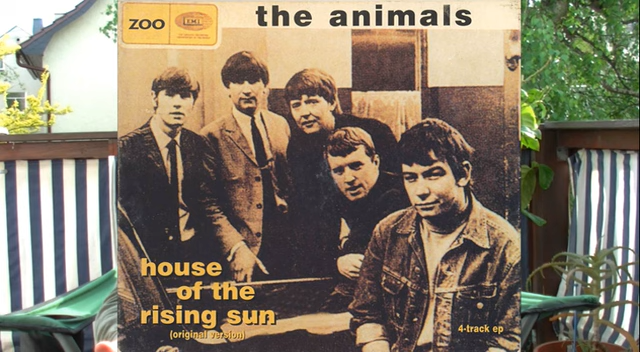 the animals
ZOO
EMI
house
of the
rising sun
(original version)
4-track ep